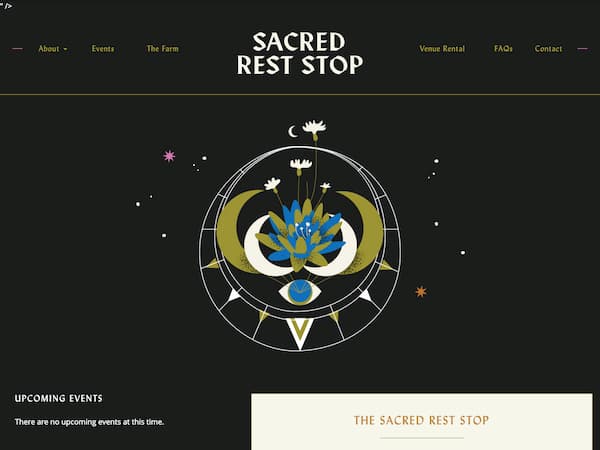 " />
About
Events
The Farm
SACRED
REST STOP
Venue Rental
FAQs
Contact
UPCOMING EVENTS
There are no upcoming events at this time.
THE SACRED REST STOP